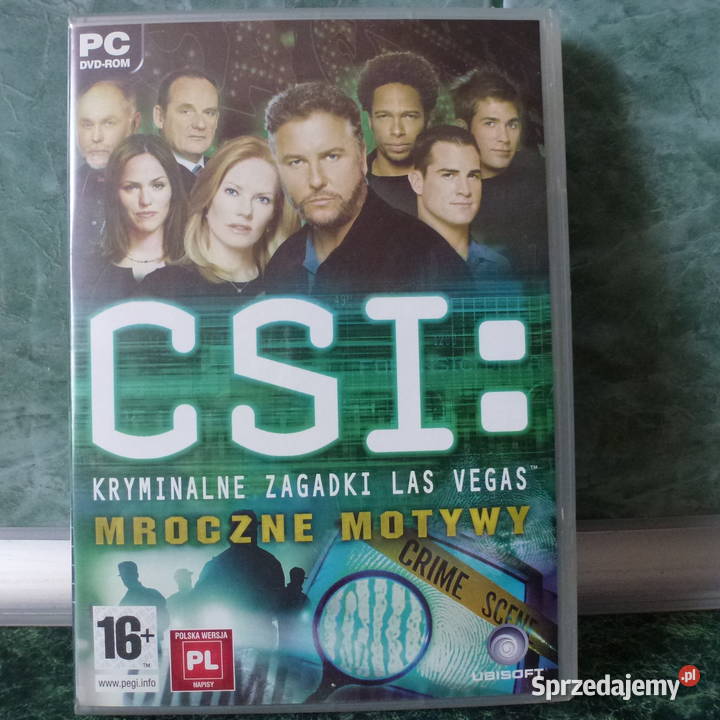 PC
DVD-ROM
CSI:
KRYMINALNE ZAGADKI LAS VEGAS™
MROCZNE MOTYWY
CRIME SCENE
16+
™
www.pegi.info
POLSKA WERSJA
PL
NAPISY
UBISOFT
Sprzedajemy.pl